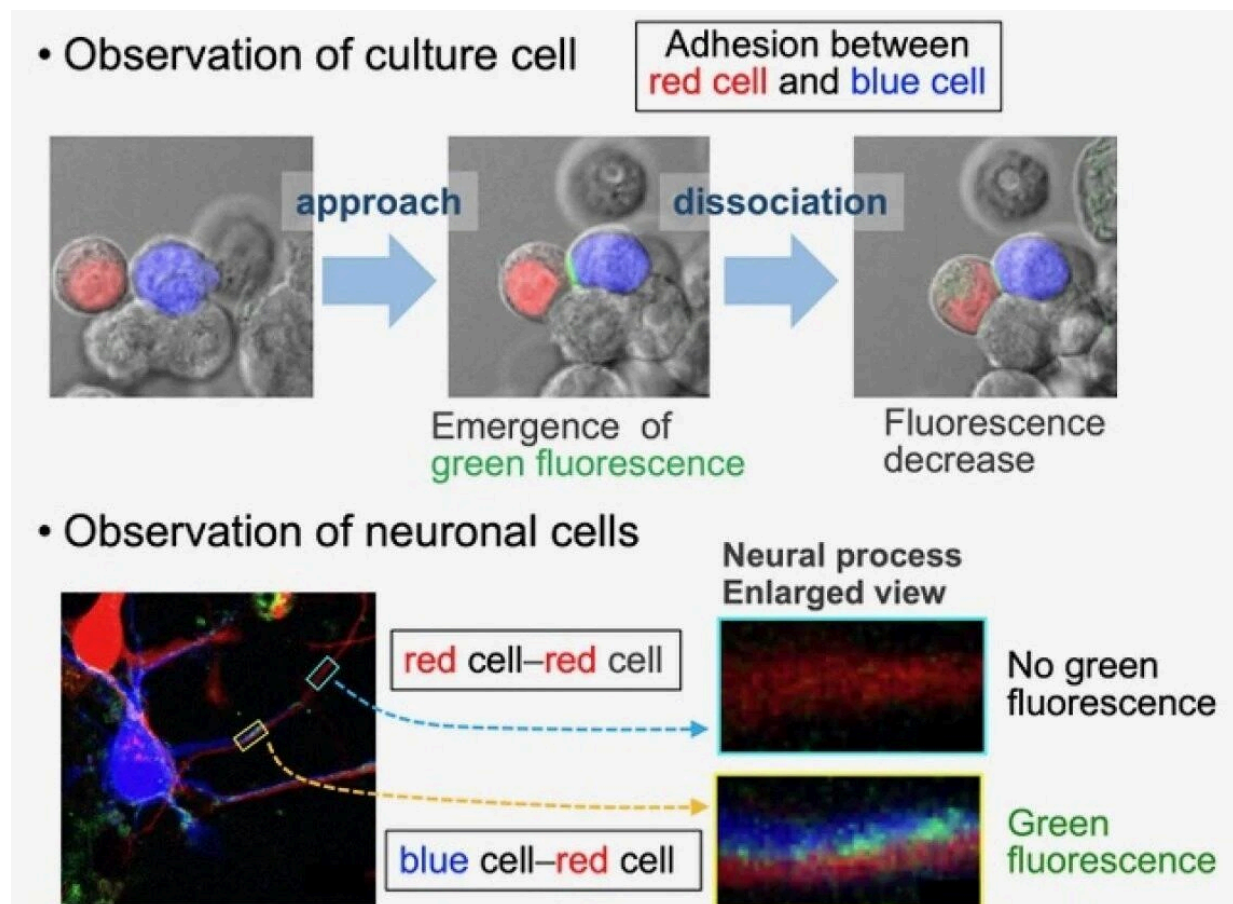 • Observation of culture cell
Adhesion between
red cell and blue cell
approach
dissociation
Emergence of
green fluorescence
Fluorescence
decrease
• Observation of neuronal cells
Neural process
Enlarged view
red cell–red cell
No green
fluorescence
blue cell–red cell
Green
fluorescence